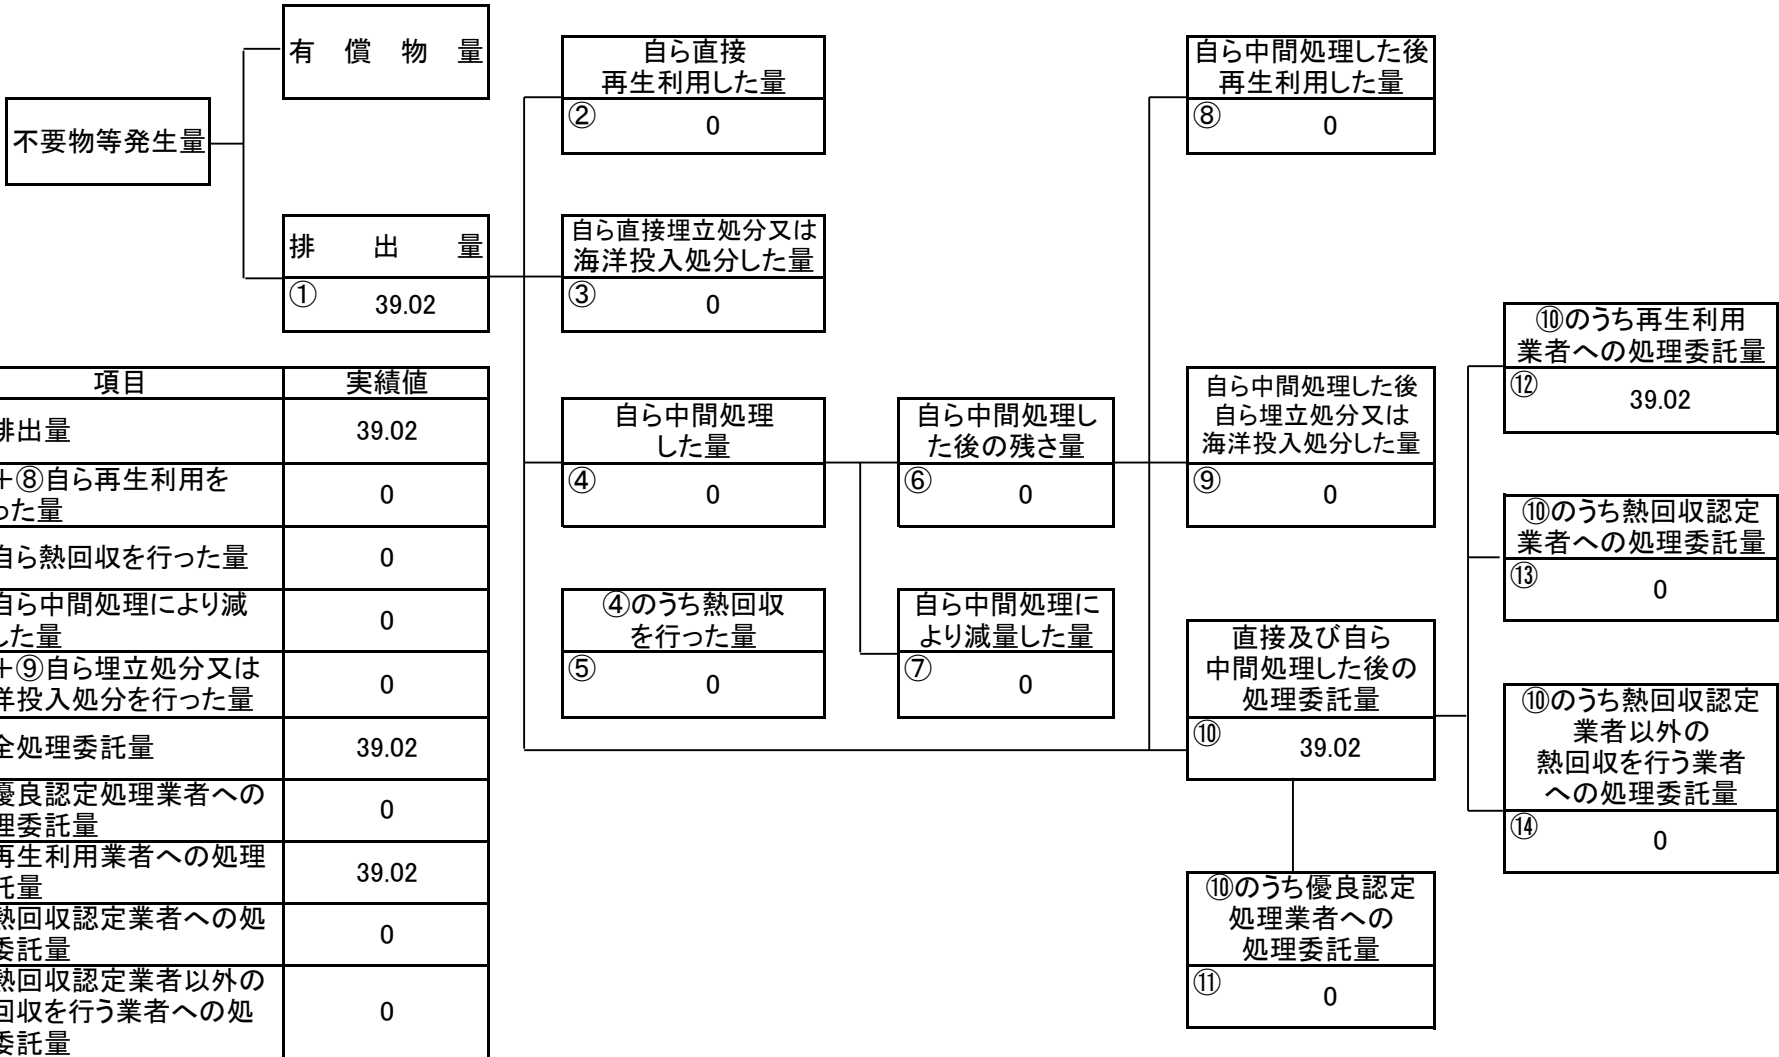 不要物等発生量
有 償 物 量
排 出 量
① 39.02
自ら直接
再生利用した量
② 0
自ら直接埋立処分又は
海洋投入処分した量
③ 0
自ら中間処理
した量
④ 0
④のうち熱回収
を行った量
⑤ 0
自ら中間処理し
た後の残さ量
⑥ 0
自ら中間処理に
より減量した量
⑦ 0
自ら中間処理した後
再生利用した量
⑧ 0
自ら中間処理した後
自ら埋立処分又は
海洋投入処分した量
⑨ 0
直接及び自ら
中間処理した後の
処理委託量
⑩ 39.02
⑩のうち優良認定
処理業者への
処理委託量
⑪ 0
⑩のうち再生利用
業者への処理委託量
⑫ 39.02
⑩のうち熱回収認定
業者への処理委託量
⑬ 0
⑩のうち熱回収認定
業者以外の
熱回収を行う業者
への処理委託量
⑭ 0
項目 実績値
排出量 39.02
+⑧自ら再生利用を
った量 0
自ら熱回収を行った量 0
自ら中間処理により減
した量 0
+⑨自ら埋立処分又は
洋投入処分を行った量 0
全処理委託量 39.02
優良認定処理業者への
理委託量 0
再生利用業者への処理
託量 39.02
熱回収認定業者への処
委託量 0
熱回収認定業者以外の
回収を行う業者への処
委託量 0